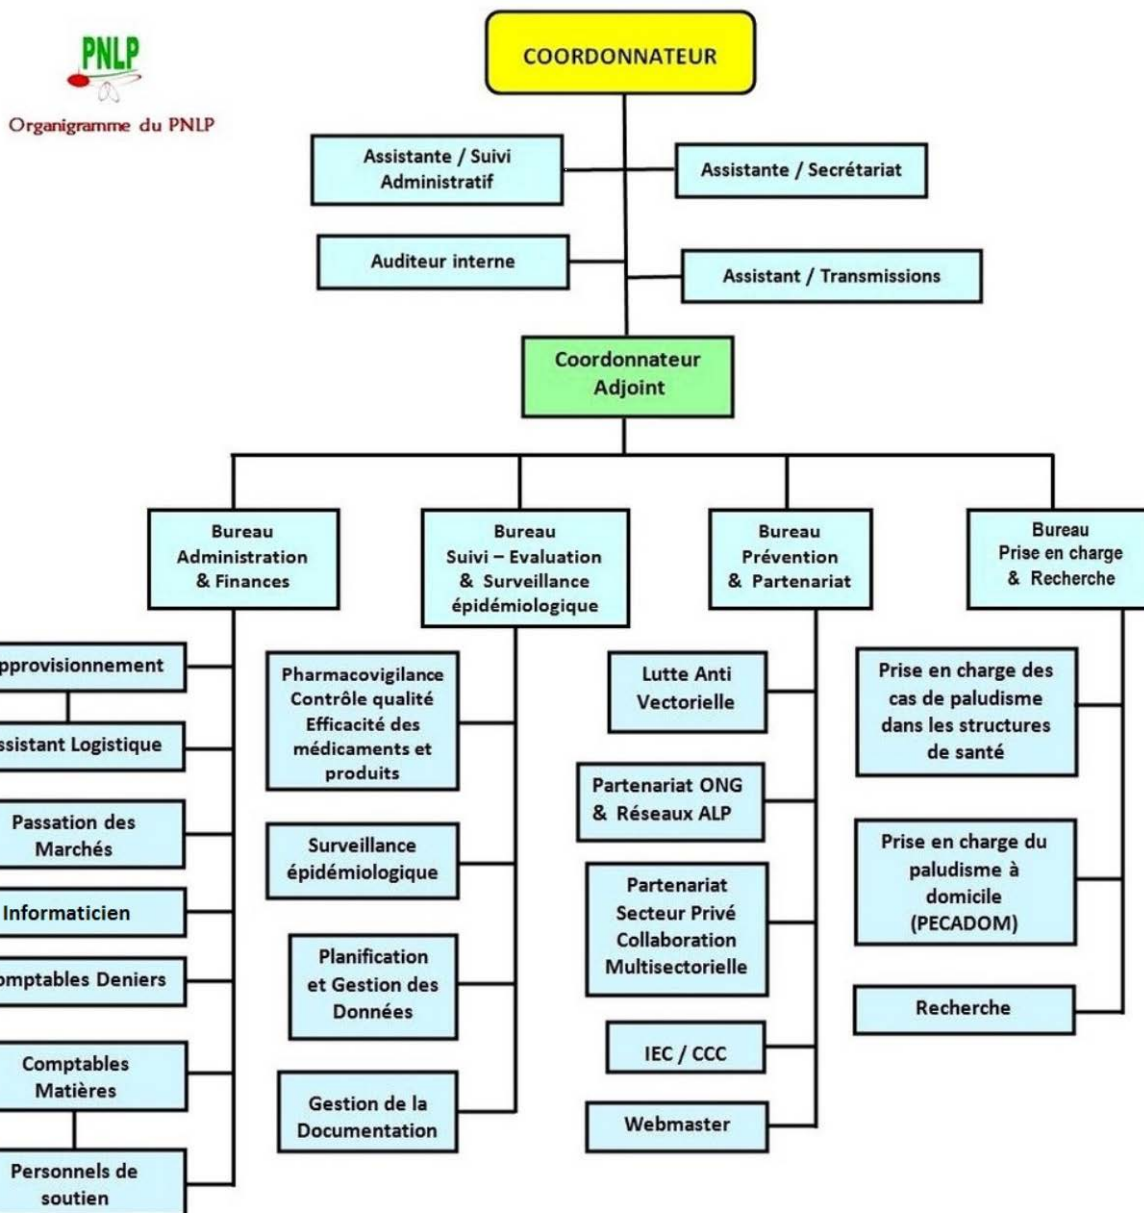 PNLP
Organigramme du PNLP
COORDONNATEUR
Assistante / Suivi
Administratif
Assistante / Secrétariat
Auditeur interne
Assistant / Transmissions
Coordonnateur
Adjoint
Bureau
Administration
& Finances
Bureau
Suivi – Evaluation
& Surveillance
épidémiologique
Bureau
Prévention
& Partenariat
Bureau
Prise en charge
& Recherche
pprovisionnement
ssistant Logistique
Passation des
Marchés
Informaticien
omptables Deniers
Comptables
Matières
Personnels de
soutien
Pharmacovigilance
Contrôle qualité
Efficacité des
médicaments et
produits
Surveillance
épidémiologique
Planification
et Gestion des
Données
Gestion de la
Documentation
Lutte Anti
Vectorielle
Partenariat ONG
& Réseaux ALP
Partenariat
Secteur Privé
Collaboration
Multisectorielle
IEC / CCC
Webmaster
Prise en charge des
cas de paludisme
dans les structures
de santé
Prise en charge du
paludisme à
domicile
(PECADOM)
Recherche